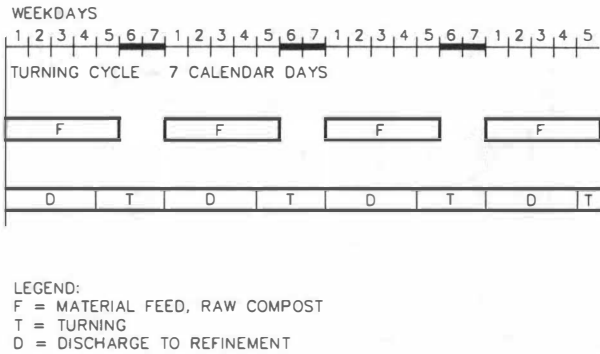 WEEKDAYS
1 2 3 4 5 6 7 1 2 3 4 5 6 7 1 2 3 4 5 6 7 1 2 3 4 5
TURNING CYCLE 7 CALENDAR DAYS
F F F F
D T D T D T D T
LEGEND:
F = MATERIAL FEED, RAW COMPOST
T = TURNING
D = DISCHARGE TO REFINEMENT